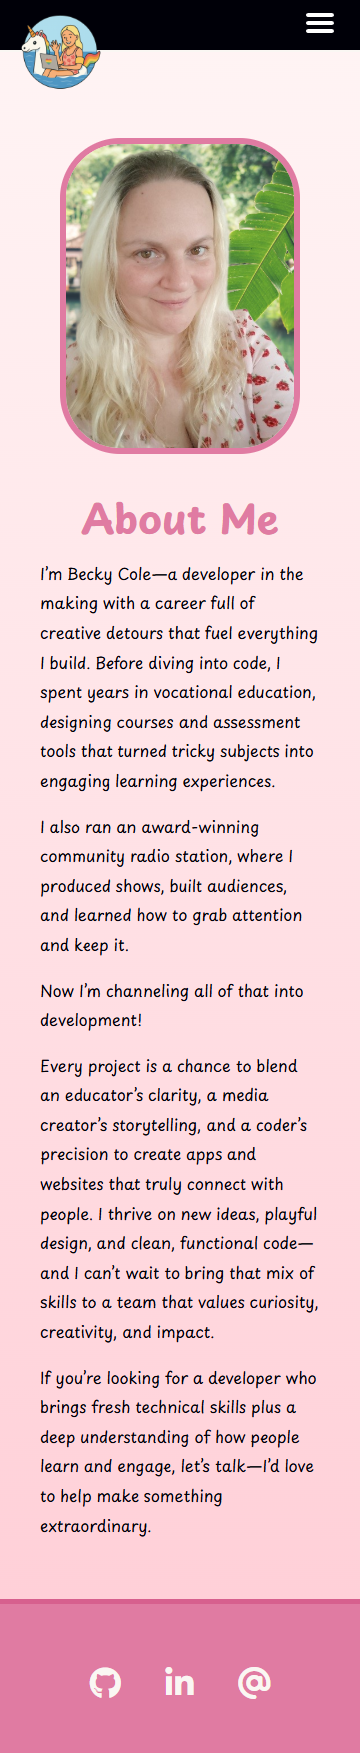 About Me
I’m Becky Cole—a developer in the
making with a career full of
creative detours that fuel everything
I build. Before diving into code, I
spent years in vocational education,
designing courses and assessment
tools that turned tricky subjects into
engaging learning experiences.
I also ran an award-winning
community radio station, where I
produced shows, built audiences,
and learned how to grab attention
and keep it.
Now I’m channeling all of that into
development!
Every project is a chance to blend
an educator’s clarity, a media
creator’s storytelling, and a coder’s
precision to create apps and
websites that truly connect with
people. I thrive on new ideas, playful
design, and clean, functional code—
and I can’t wait to bring that mix of
skills to a team that values curiosity,
creativity, and impact.
If you’re looking for a developer who
brings fresh technical skills plus a
deep understanding of how people
learn and engage, let’s talk—I’d love
to help make something
extraordinary.
in @